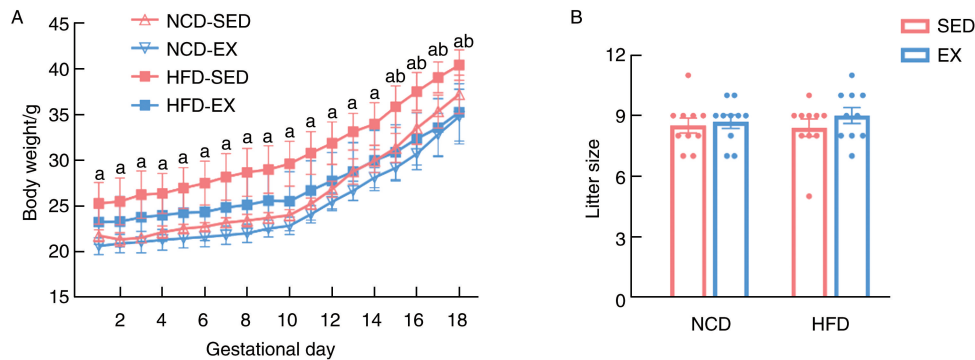 A
NCD-SED
NCD-EX
HFD-SED
HFD-EX
Body weight/g
45
40
35
30
25
20
15
a a a a a a a a a a a a a a ab ab ab ab
2 4 6 8 10 12 14 16 18
Gestational day
B
SED
EX
Litter size
12
9
6
3
0
NCD HFD